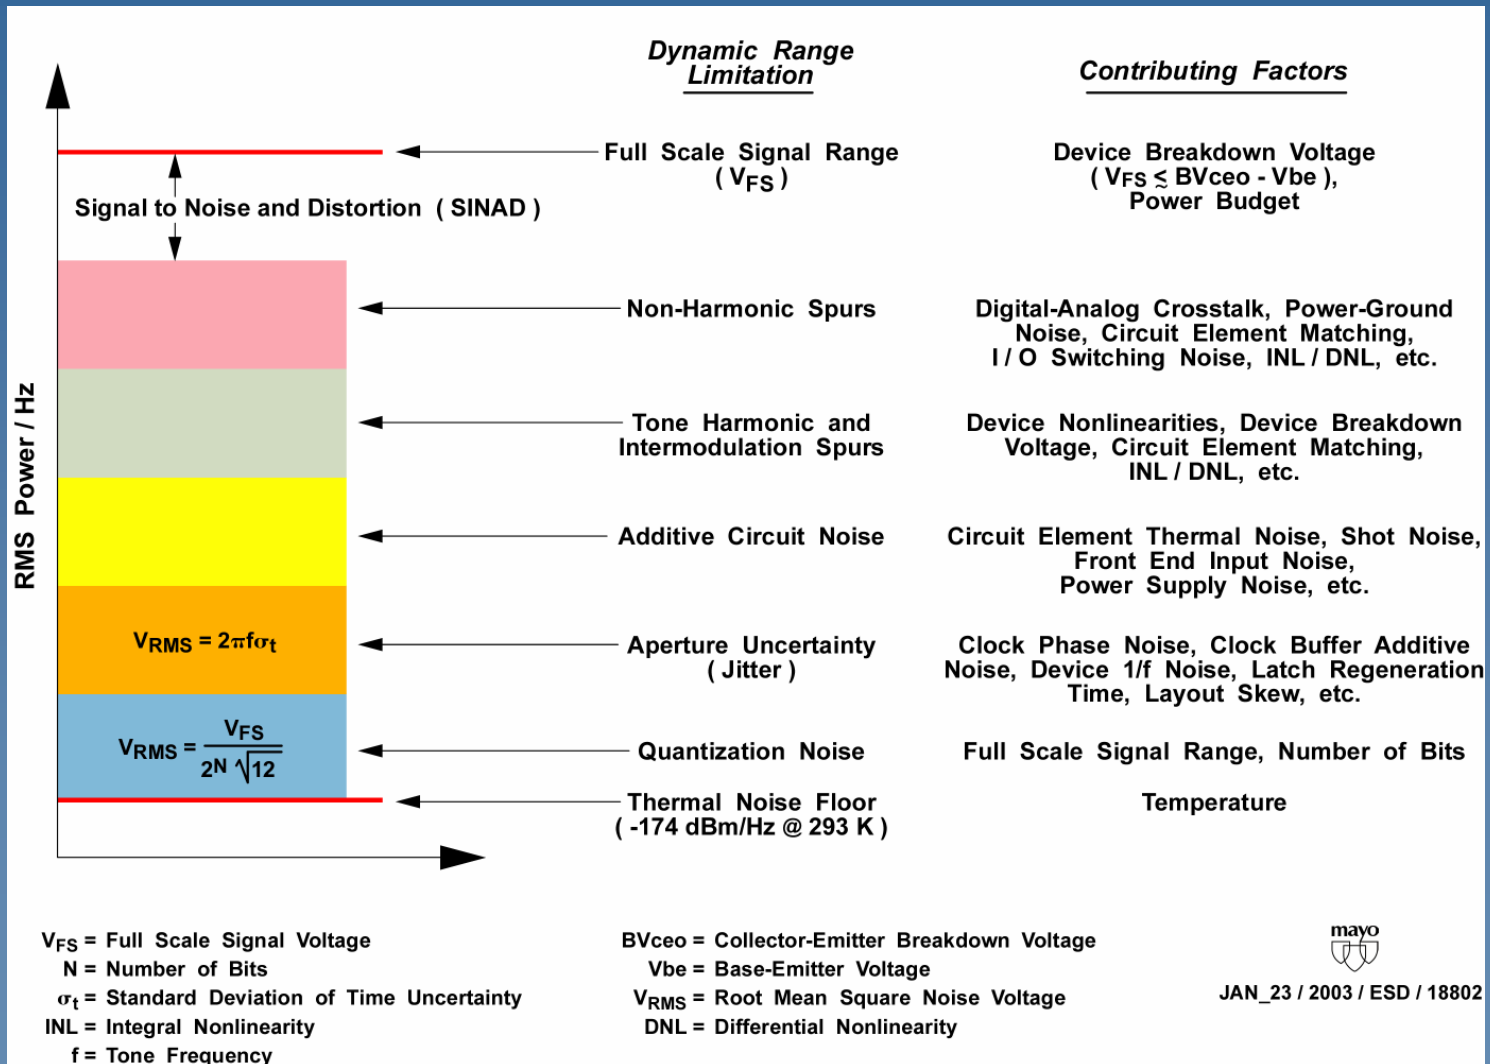 Dynamic Range
Limitation
Contributing Factors
Full Scale Signal Range
( VFS )
Device Breakdown Voltage
( VFS ≲ BVceo - Vbe ),
Power Budget
Signal to Noise and Distortion ( SINAD )
Non-Harmonic Spurs
Digital-Analog Crosstalk, Power-Ground
Noise, Circuit Element Matching,
I / O Switching Noise, INL / DNL, etc.
RMS Power / Hz
Tone Harmonic and
Intermodulation Spurs
Device Nonlinearities, Device Breakdown
Voltage, Circuit Element Matching,
INL / DNL, etc.
Additive Circuit Noise
Circuit Element Thermal Noise, Shot Noise,
Front End Input Noise,
Power Supply Noise, etc.
VRMS = 2πfσt
Aperture Uncertainty
( Jitter )
Clock Phase Noise, Clock Buffer Additive
Noise, Device 1/f Noise, Latch Regeneration
Time, Layout Skew, etc.
VRMS = VFS / 2^N √12
Quantization Noise
Full Scale Signal Range, Number of Bits
Thermal Noise Floor
( -174 dBm/Hz @ 293 K )
Temperature
VFS = Full Scale Signal Voltage
N = Number of Bits
σt = Standard Deviation of Time Uncertainty
INL = Integral Nonlinearity
f = Tone Frequency
BVceo = Collector-Emitter Breakdown Voltage
Vbe = Base-Emitter Voltage
VRMS = Root Mean Square Noise Voltage
DNL = Differential Nonlinearity
mayo
JAN_23 / 2003 / ESD / 18802